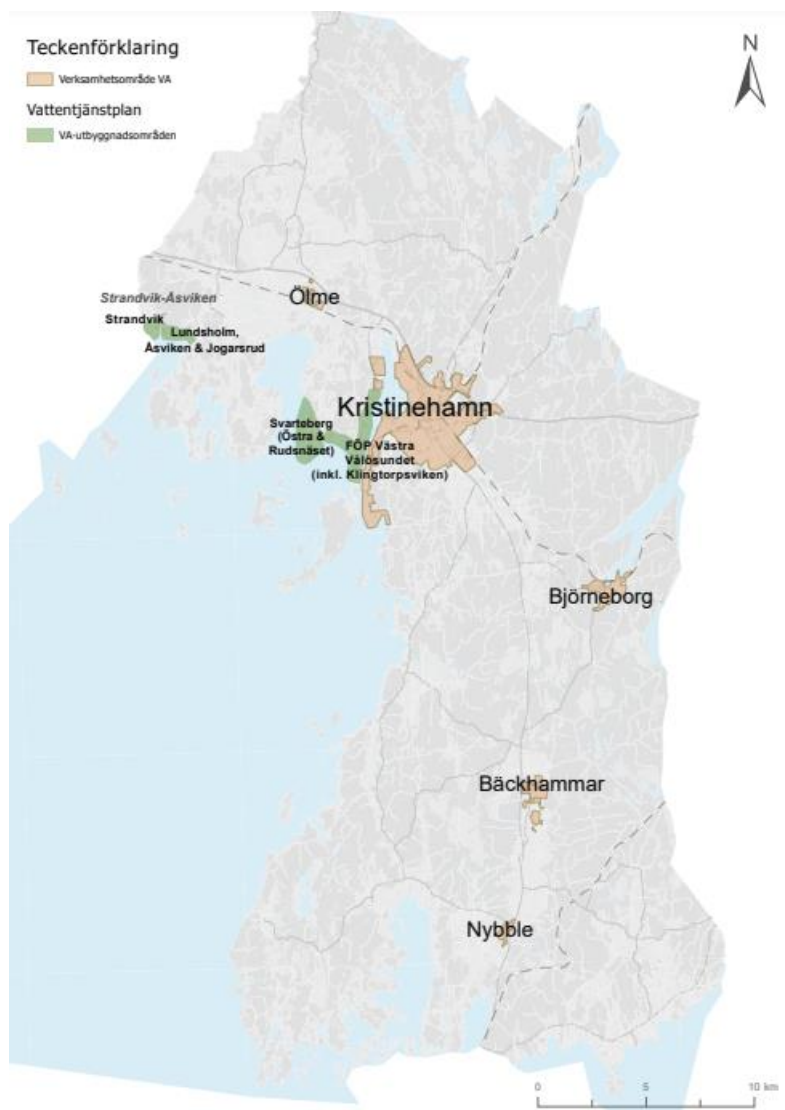 Teckenförklaring
Verksamhetsområde VA
Vattentjänstplan
VA-utbyggnadsområden
N
Ölme
Strandvik-Åsviken
Strandvik
Lundsholm,
Åsviken & Jogarsrud
Kristinehamn
Svarteberg
(Östra &
Rudsnäset)
FÖP Västra
Vålösundet
(inkl. Klingtorpsviken)
Björneborg
Bäckhammar
Nybble
0 5 10 km